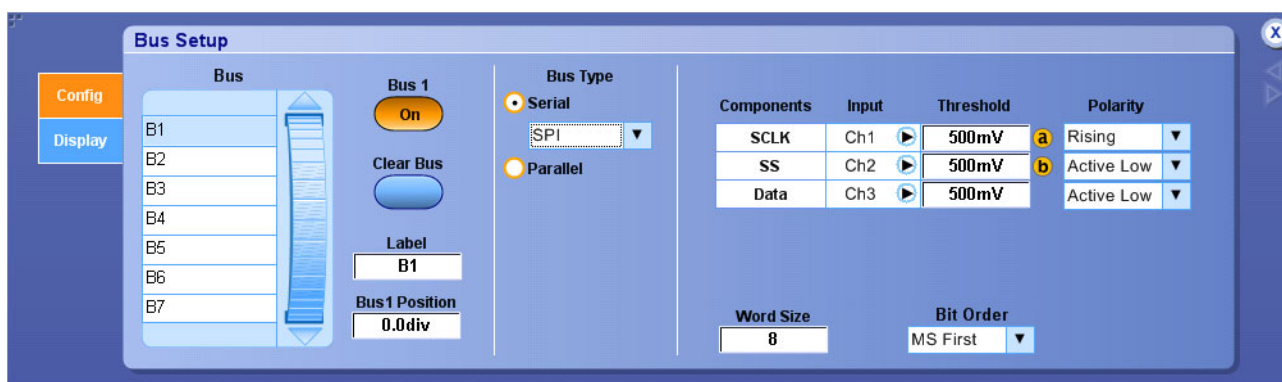 Bus Setup
X
Config
Display
Bus
B1
B2
B3
B4
B5
B6
B7
Bus 1
On
Clear Bus
Label
B1
Bus1 Position
0.0div
Bus Type
Serial
SPI
Parallel
Components Input Threshold Polarity
SCLK Ch1 500mV a Rising
SS Ch2 500mV b Active Low
Data Ch3 500mV Active Low
Word Size
8
Bit Order
MS First